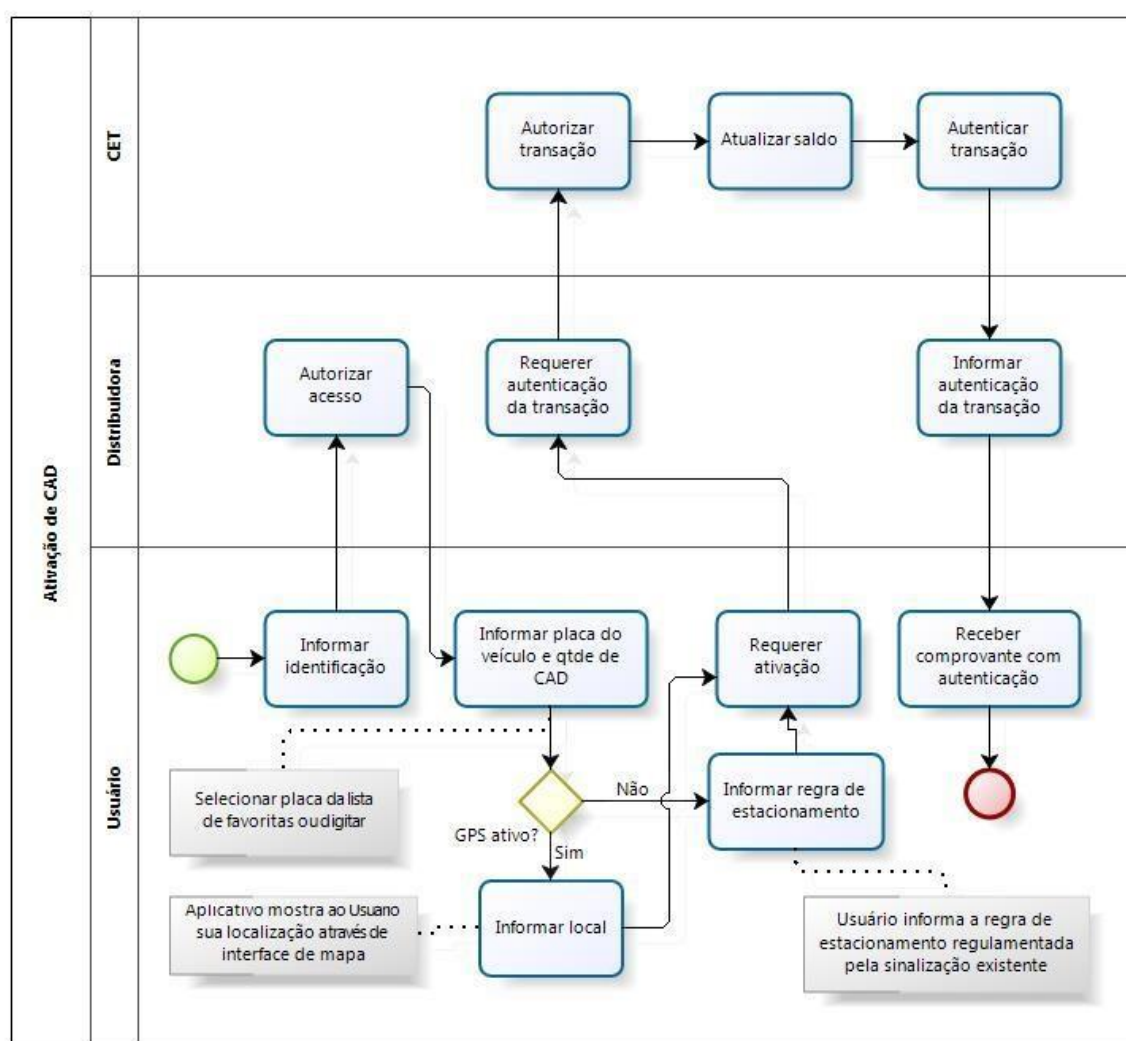 Ativação de CAD
CET
Autorizar
transação
Atualizar saldo
Autenticar
transação
Distribuidora
Autorizar
acesso
Requerer
autenticação
da transação
Informar
autenticação
da transação
Usuário
Informar
identificação
Informar placa do
veículo e qtde de
CAD
Requerer
ativação
Receber
comprovante com
autenticação
Selecionar placa da lista
de favoritas ou digitar
GPS ativo?
Não
Sim
Informar regra de
estacionamento
Aplicativo mostra ao Usuario
sua localização através de
interface de mapa
Informar local
Usuário informa a regra de
estacionamento regulamentada
pela sinalização existente